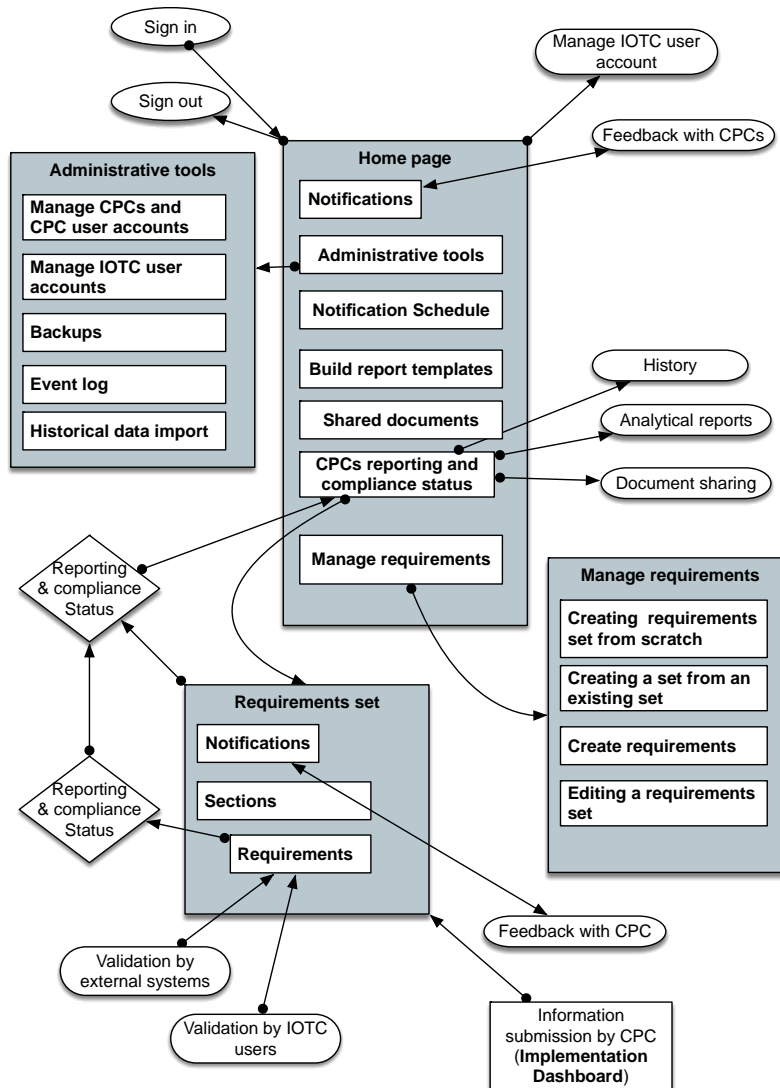 Sign in
Manage IOTC user
account
Sign out
Feedback with CPCs
Home page
Administrative tools
Notifications
Manage CPCs and
CPC user accounts
Administrative tools
Manage IOTC user
accounts
Notification Schedule
Backups
Build report templates
History
Event log
Shared documents
Analytical reports
Historical data import
CPCs reporting and
compliance status
Document sharing
Manage requirements
Reporting
& compliance
Status
Manage requirements
Creating requirements
set from scratch
Creating a set from an
existing set
Requirements set
Notifications
Create requirements
Reporting
& compliance
Status
Sections
Editing a requirements
set
Requirements
Feedback with CPC
Validation by
external systems
Information
submission by CPC
(Implementation
Dashboard)
Validation by IOTC
users